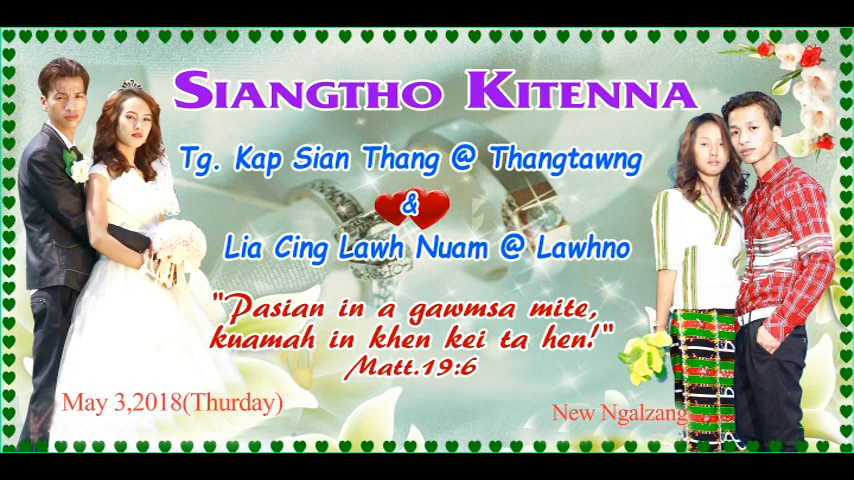 SIANGTHO KITENNA
Tg. Kap Sian Thang @ Thangtawng
&
Lia Cing Lawh Nuam @ Lawhno
"Pasian in a gawmsa mite,
kuamah in khen kei ta hen!"
Matt.19:6
May 3,2018(Thurday)
New Ngalzang